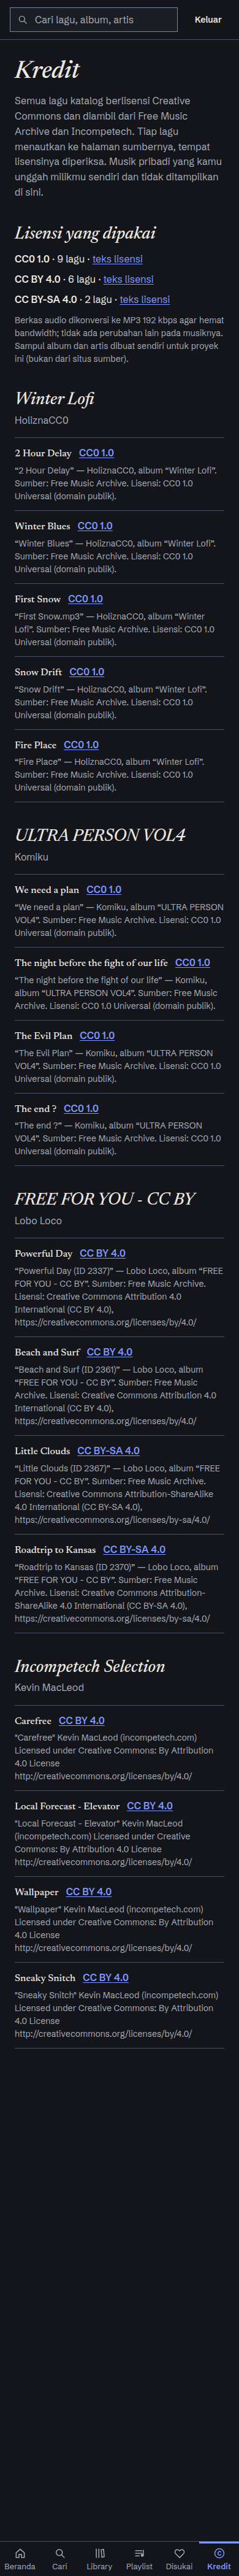 Cari lagu, album, artis
Keluar
Kredit
Semua lagu katalog berlisensi Creative
Commons dan diambil dari Free Music
Archive dan Incompetech. Tiap lagu
menautkan ke halaman sumbernya, tempat
lisensinya diperiksa. Musik pribadi yang kamu
unggah milikmu sendiri dan tidak ditampilkan
di sini.
Lisensi yang dipakai
CC0 1.0 · 9 lagu · teks lisensi
CC BY 4.0 · 6 lagu · teks lisensi
CC BY-SA 4.0 · 2 lagu · teks lisensi
Berkas audio dikonversi ke MP3 192 kbps agar hemat
bandwidth; tidak ada perubahan lain pada musiknya.
Sampul album dan artis dibuat sendiri untuk proyek
ini (bukan dari situs sumber).
Winter Lofi
HoliznaCC0
2 Hour Delay CC0 1.0
“2 Hour Delay” — HoliznaCC0, album “Winter Lofi”.
Sumber: Free Music Archive. Lisensi: CC0 1.0
Universal (domain publik).
Winter Blues CC0 1.0
“Winter Blues” — HoliznaCC0, album “Winter Lofi”.
Sumber: Free Music Archive. Lisensi: CC0 1.0
Universal (domain publik).
First Snow CC0 1.0
“First Snow.mp3” — HoliznaCC0, album “Winter
Lofi”. Sumber: Free Music Archive. Lisensi: CC0 1.0
Universal (domain publik).
Snow Drift CC0 1.0
“Snow Drift” — HoliznaCC0, album “Winter Lofi”.
Sumber: Free Music Archive. Lisensi: CC0 1.0
Universal (domain publik).
Fire Place CC0 1.0
“Fire Place” — HoliznaCC0, album “Winter Lofi”.
Sumber: Free Music Archive. Lisensi: CC0 1.0
Universal (domain publik).
ULTRA PERSON VOL4
Komiku
We need a plan CC0 1.0
“We need a plan” — Komiku, album “ULTRA PERSON
VOL4”. Sumber: Free Music Archive. Lisensi: CC0 1.0
Universal (domain publik).
The night before the fight of our life CC0 1.0
“The night before the fight of our life” — Komiku,
album “ULTRA PERSON VOL4”. Sumber: Free Music
Archive. Lisensi: CC0 1.0 Universal (domain publik).
The Evil Plan CC0 1.0
“The Evil Plan” — Komiku, album “ULTRA PERSON
VOL4”. Sumber: Free Music Archive. Lisensi: CC0 1.0
Universal (domain publik).
The end ? CC0 1.0
“The end ?” — Komiku, album “ULTRA PERSON
VOL4”. Sumber: Free Music Archive. Lisensi: CC0 1.0
Universal (domain publik).
FREE FOR YOU - CC BY
Lobo Loco
Powerful Day CC BY 4.0
“Powerful Day (ID 2337)” — Lobo Loco, album “FREE
FOR YOU - CC BY”. Sumber: Free Music Archive.
Lisensi: Creative Commons Attribution 4.0
International (CC BY 4.0),
https://creativecommons.org/licenses/by/4.0/
Beach and Surf CC BY 4.0
“Beach and Surf (ID 2361)” — Lobo Loco, album
“FREE FOR YOU - CC BY”. Sumber: Free Music
Archive. Lisensi: Creative Commons Attribution 4.0
International (CC BY 4.0),
https://creativecommons.org/licenses/by/4.0/
Little Clouds CC BY-SA 4.0
“Little Clouds (ID 2367)” — Lobo Loco, album “FREE
FOR YOU - CC BY”. Sumber: Free Music Archive.
Lisensi: Creative Commons Attribution-ShareAlike
4.0 International (CC BY-SA 4.0),
https://creativecommons.org/licenses/by-sa/4.0/
Roadtrip to Kansas CC BY-SA 4.0
“Roadtrip to Kansas (ID 2370)” — Lobo Loco, album
“FREE FOR YOU - CC BY”. Sumber: Free Music
Archive. Lisensi: Creative Commons Attribution-
ShareAlike 4.0 International (CC BY-SA 4.0),
https://creativecommons.org/licenses/by-sa/4.0/
Incompetech Selection
Kevin MacLeod
Carefree CC BY 4.0
"Carefree" Kevin MacLeod (incompetech.com)
Licensed under Creative Commons: By Attribution
4.0 License
http://creativecommons.org/licenses/by/4.0/
Local Forecast - Elevator CC BY 4.0
"Local Forecast - Elevator" Kevin MacLeod
(incompetech.com) Licensed under Creative
Commons: By Attribution 4.0 License
http://creativecommons.org/licenses/by/4.0/
Wallpaper CC BY 4.0
"Wallpaper" Kevin MacLeod (incompetech.com)
Licensed under Creative Commons: By Attribution
4.0 License
http://creativecommons.org/licenses/by/4.0/
Sneaky Snitch CC BY 4.0
"Sneaky Snitch" Kevin MacLeod (incompetech.com)
Licensed under Creative Commons: By Attribution
4.0 License
http://creativecommons.org/licenses/by/4.0/
Beranda Cari Library Playlist Disukai Kredit